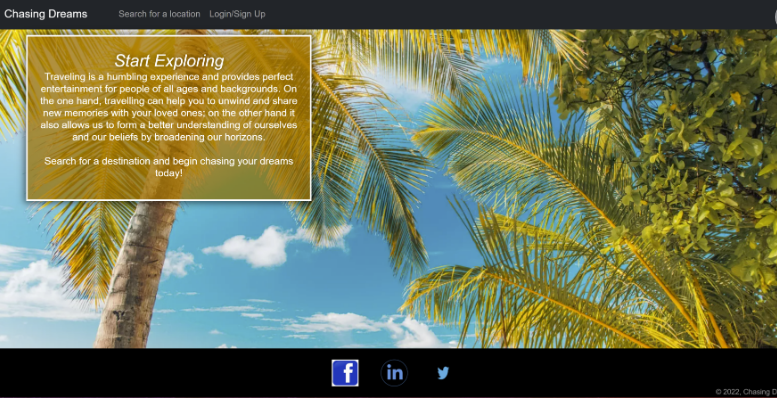 Chasing Dreams
Search for a location
Login/Sign Up
Start Exploring
Traveling is a humbling experience and provides perfect
entertainment for people of all ages and backgrounds. On
the one hand, travelling can help you to unwind and share
new memories with your loved ones; on the other hand it
also allows us to form a better understanding of ourselves
and our beliefs by broadening our horizons.
Search for a destination and begin chasing your dreams
today!
f
in
© 2022, Chasing D